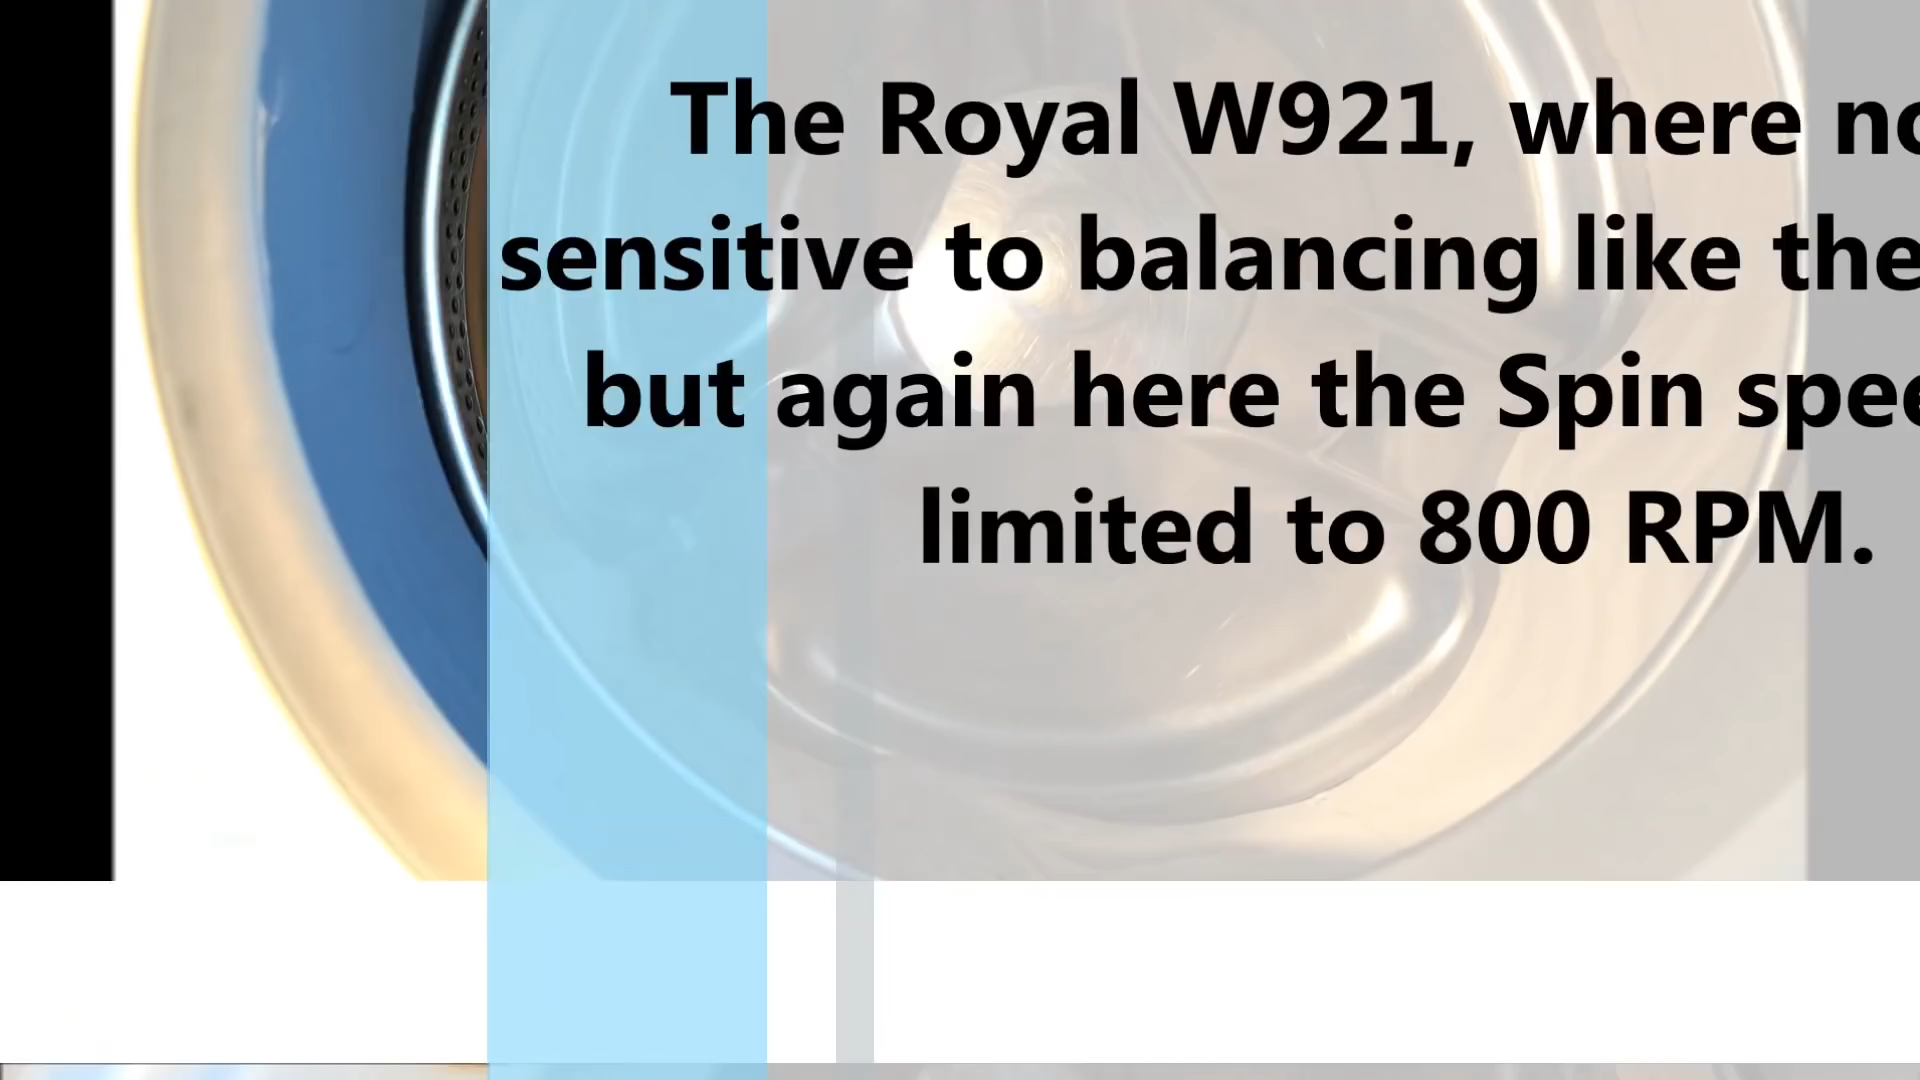 The Royal W921, where no
sensitive to balancing like the
but again here the Spin spee
limited to 800 RPM.